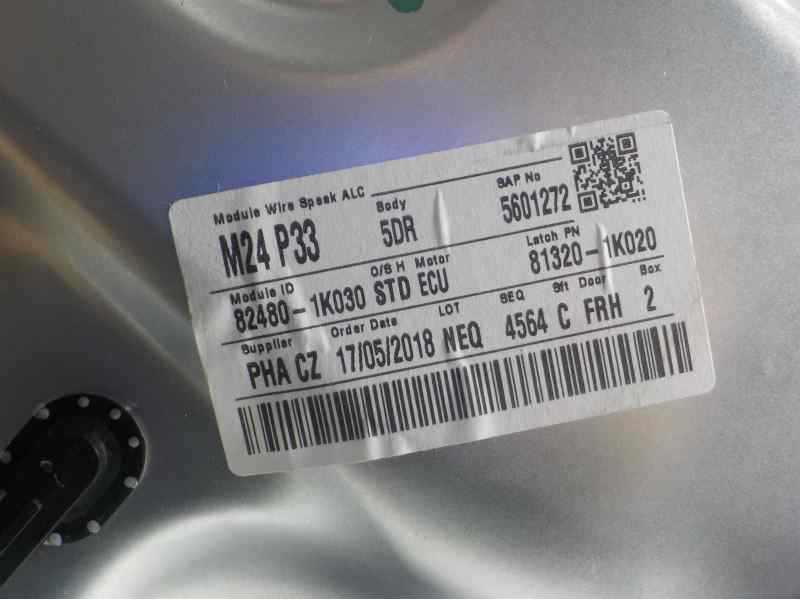 Module Wire Speak ALC Body SAP No
M24 P33 5DR 5601272
Module ID O/S H Motor Latch PN
82480-1K030 STD ECU 81320-1K020
Supplier Order Date LOT SEQ Sft Door Box
PHA CZ 17/05/2018 NEQ 4564 C FRH 2